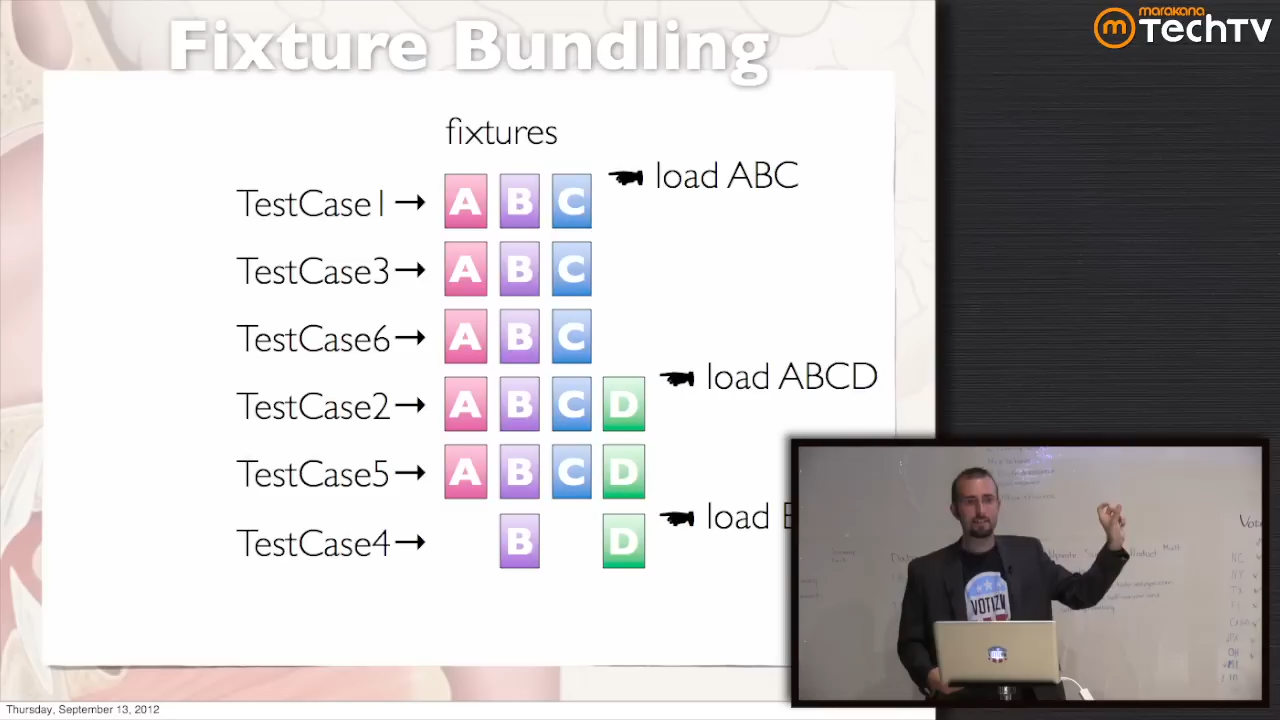 Fixture Bundling
marakana
TechTV
fixtures
load ABC
TestCase1→ A B C
TestCase3→ A B C
TestCase6→ A B C
load ABCD
TestCase2→ A B C D
TestCase5→ A B C D
load
TestCase4→ B D
VOTIZN
Thursday, September 13, 2012